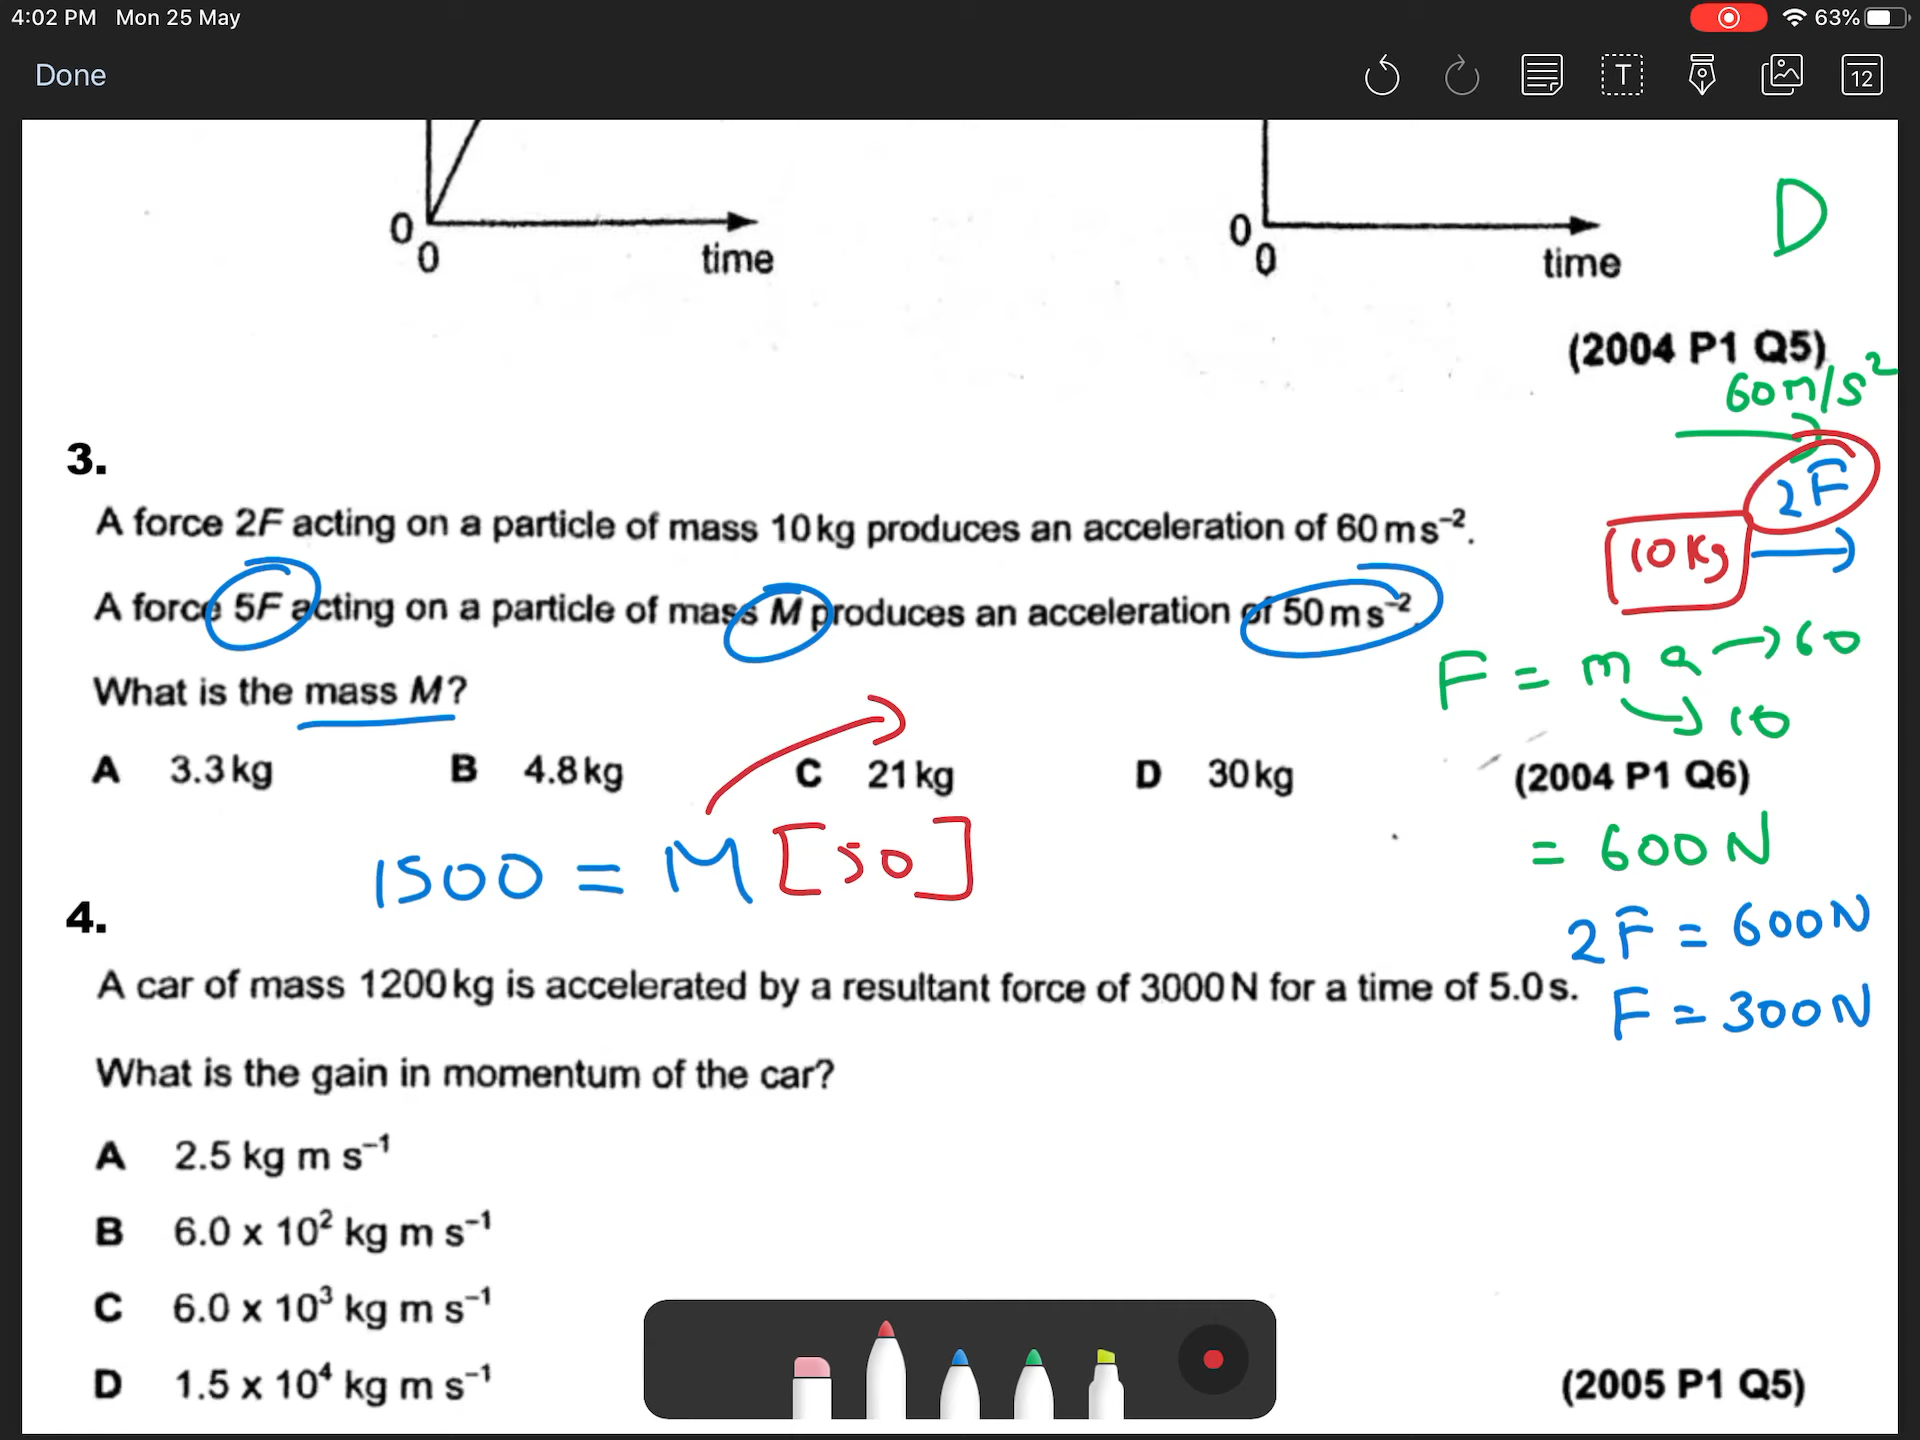 4:02 PM Mon 25 May 63%
Done T 12
0 0
0 time 0 time
D
(2004 P1 Q5)
60m/s²
3.
2F
A force 2F acting on a particle of mass 10 kg produces an acceleration of 60 m s⁻².
10 Kg
A force 5F acting on a particle of mass M produces an acceleration of 50 m s⁻².
F = m a → 60
→ 10
What is the mass M?
A 3.3 kg B 4.8 kg C 21 kg D 30 kg (2004 P1 Q6)
= 600 N
1500 = M [50]
2F = 600N
F = 300N
4.
A car of mass 1200 kg is accelerated by a resultant force of 3000 N for a time of 5.0 s.
What is the gain in momentum of the car?
A 2.5 kg m s⁻¹
B 6.0 x 10² kg m s⁻¹
C 6.0 x 10³ kg m s⁻¹
D 1.5 x 10⁴ kg m s⁻¹
(2005 P1 Q5)